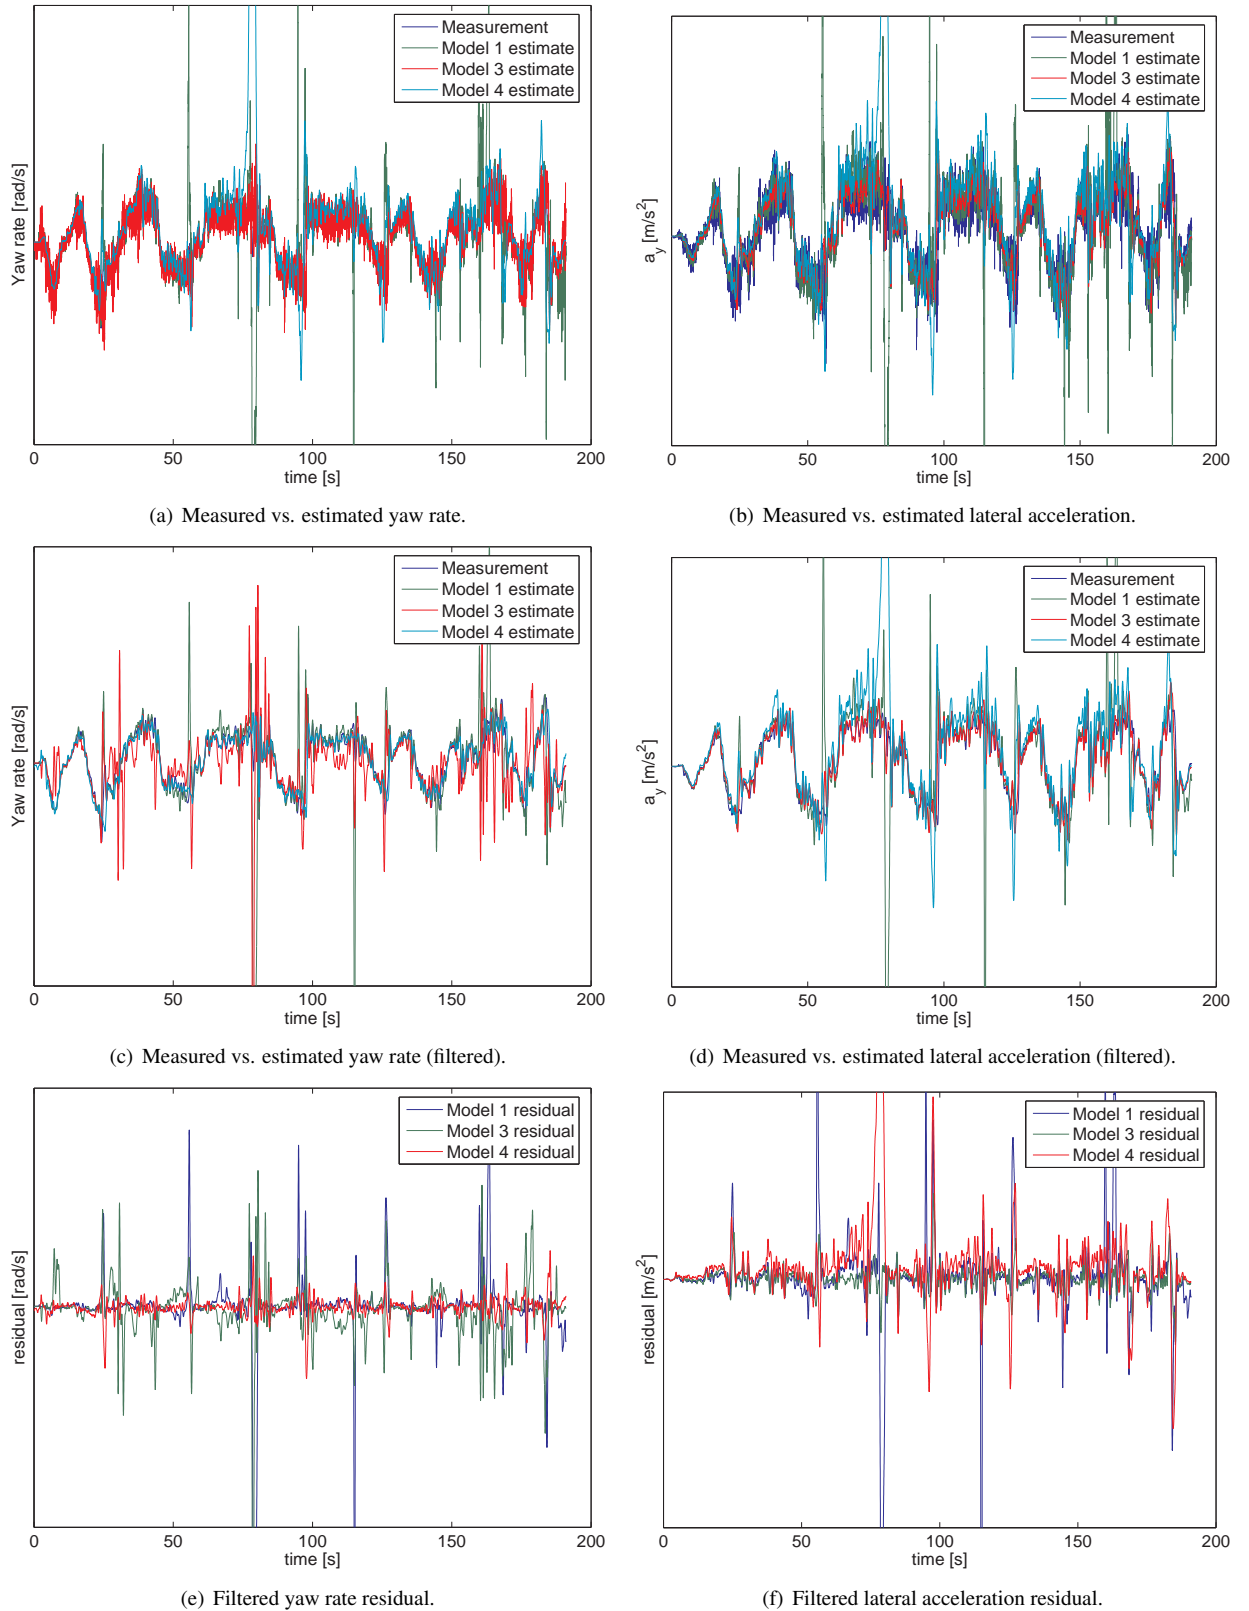 Measurement
Model 1 estimate
Model 3 estimate
Model 4 estimate
Yaw rate [rad/s]
0 50 100 150 200
time [s]
(a) Measured vs. estimated yaw rate.
Measurement
Model 1 estimate
Model 3 estimate
Model 4 estimate
a_y [m/s²]
0 50 100 150 200
time [s]
(b) Measured vs. estimated lateral acceleration.
Measurement
Model 1 estimate
Model 3 estimate
Model 4 estimate
Yaw rate [rad/s]
0 50 100 150 200
time [s]
(c) Measured vs. estimated yaw rate (filtered).
Measurement
Model 1 estimate
Model 3 estimate
Model 4 estimate
a_y [m/s²]
0 50 100 150 200
time [s]
(d) Measured vs. estimated lateral acceleration (filtered).
Model 1 residual
Model 3 residual
Model 4 residual
residual [rad/s]
0 50 100 150 200
time [s]
(e) Filtered yaw rate residual.
Model 1 residual
Model 3 residual
Model 4 residual
residual [m/s²]
0 50 100 150 200
time [s]
(f) Filtered lateral acceleration residual.